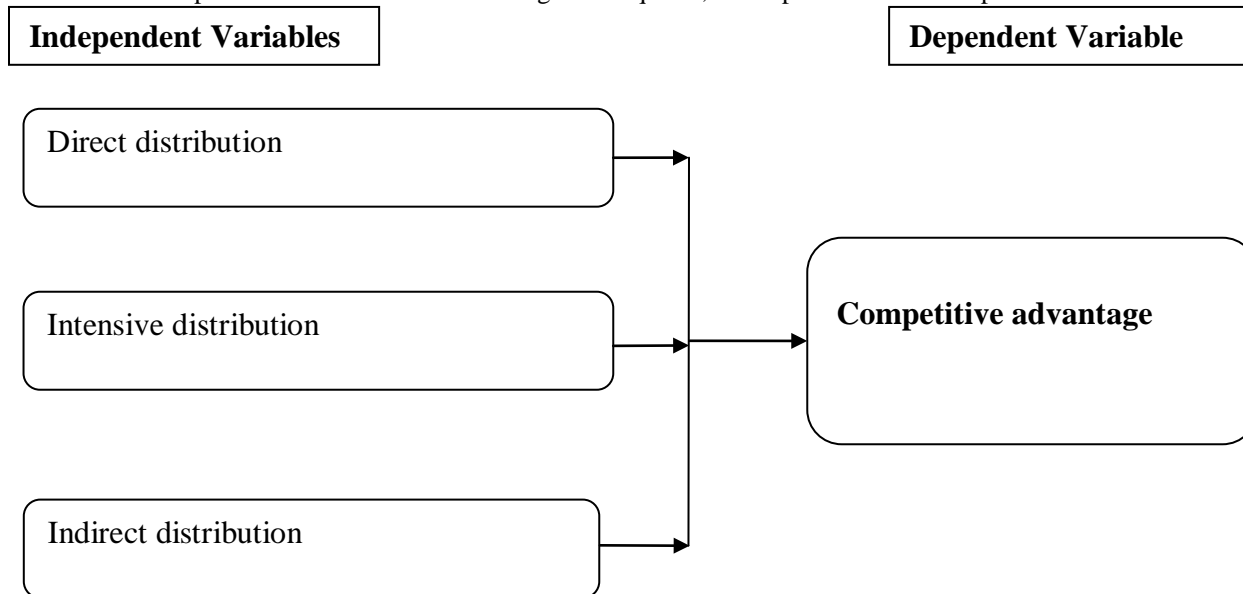 Independent Variables
Dependent Variable
Direct distribution
Intensive distribution
Competitive advantage
Indirect distribution